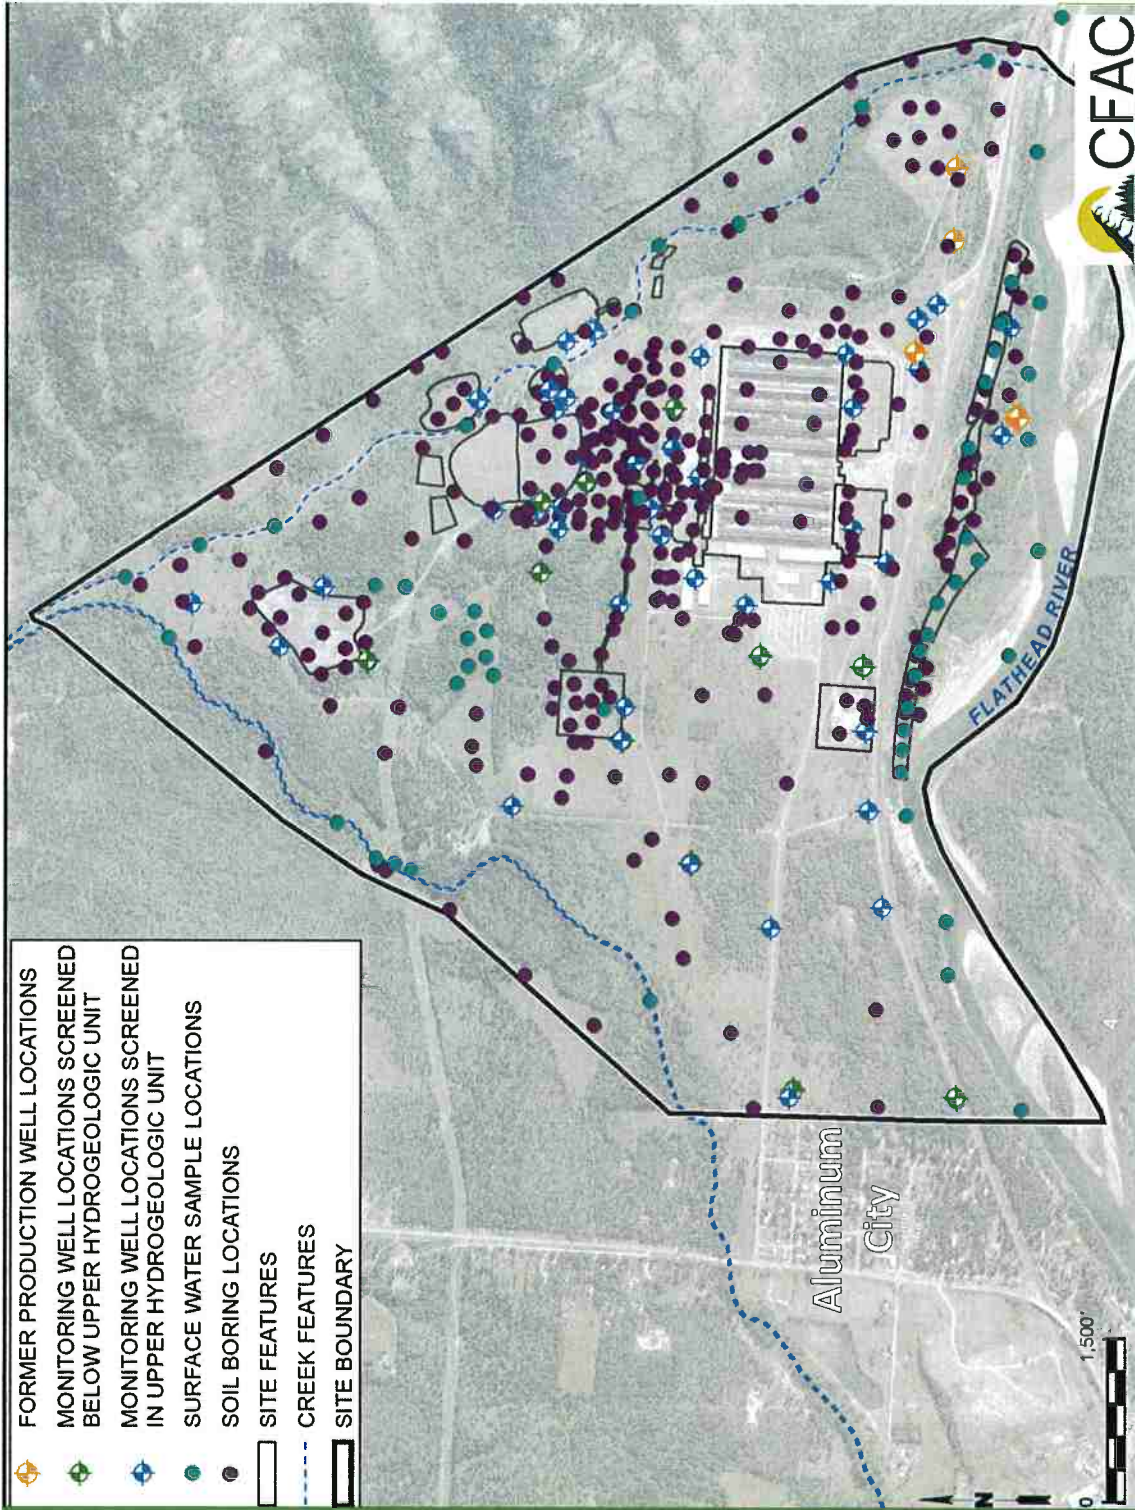 FORMER PRODUCTION WELL LOCATIONS
MONITORING WELL LOCATIONS SCREENED
BELOW UPPER HYDROGEOLOGIC UNIT
MONITORING WELL LOCATIONS SCREENED
IN UPPER HYDROGEOLOGIC UNIT
SURFACE WATER SAMPLE LOCATIONS
SOIL BORING LOCATIONS
SITE FEATURES
CREEK FEATURES
SITE BOUNDARY
FLATHEAD RIVER
Aluminum
City
CFAC
N
0
1,500'